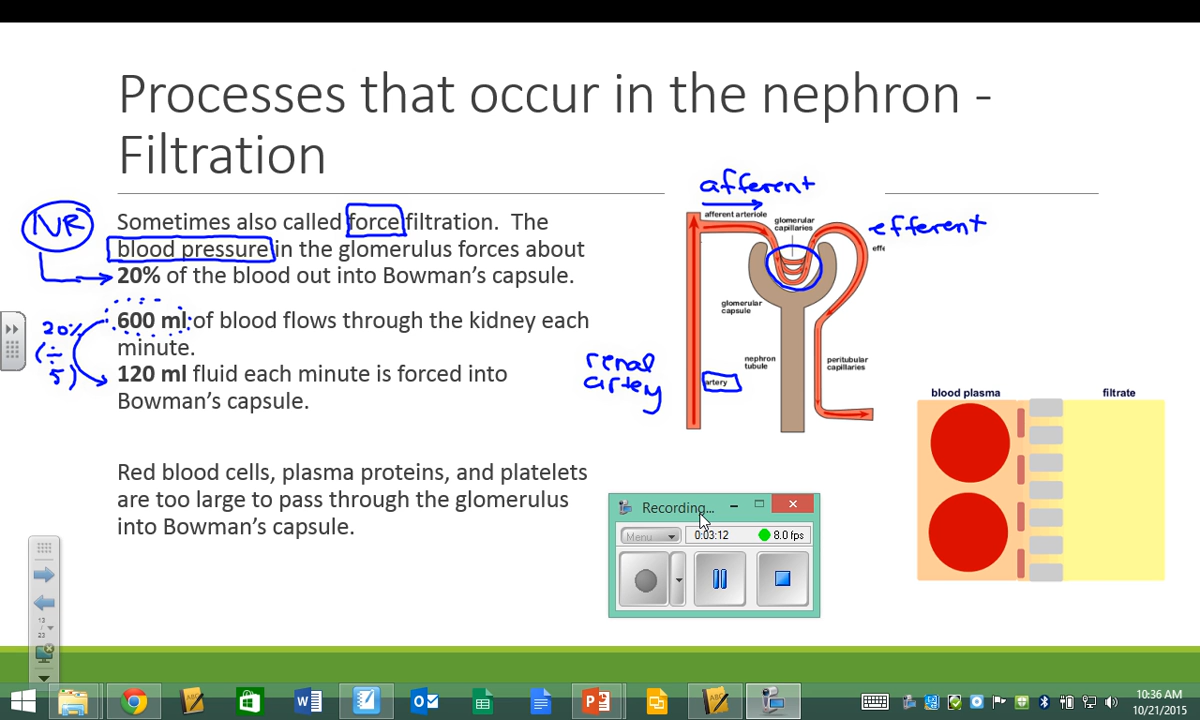 Processes that occur in the nephron -
Filtration
NR
Sometimes also called force filtration. The
blood pressure in the glomerulus forces about
20% of the blood out into Bowman's capsule.
20%
(÷
5)
600 ml of blood flows through the kidney each
minute.
120 ml fluid each minute is forced into
Bowman's capsule.
Red blood cells, plasma proteins, and platelets
are too large to pass through the glomerulus
into Bowman's capsule.
afferent
afferent arteriole
glomerular
capillaries
efferent
effe
glomerular
capsule
renal
artery
artery
nephron
tubule
peritubular
capillaries
blood plasma
filtrate
Recording...
Menu
0:03:12
8.0 fps
13
/
23
10:36 AM
10/21/2015